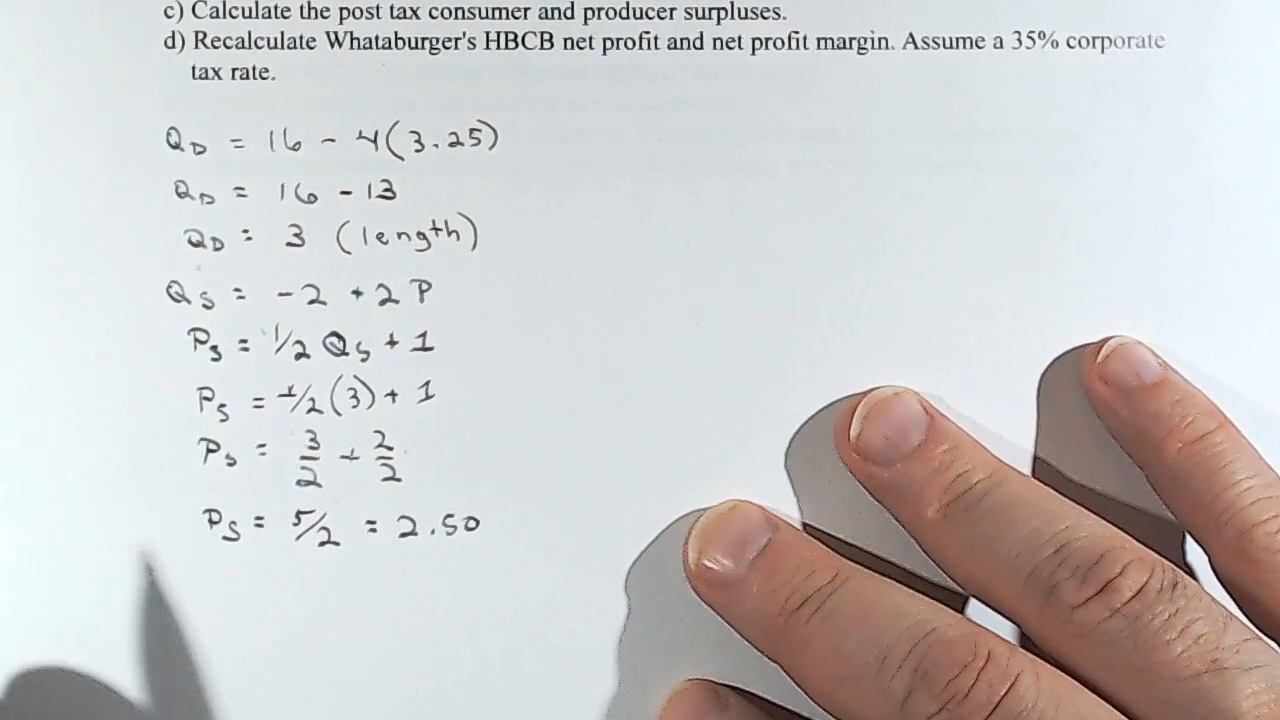 c) Calculate the post tax consumer and producer surpluses.
d) Recalculate Whataburger's HBCB net profit and net profit margin. Assume a 35% corporate
tax rate.
QD = 16 - 4(3.25)
QD = 16 - 13
QD = 3 (length)
QS = -2 + 2P
PS = 1/2 QS + 1
PS = 1/2(3) + 1
PS = 3/2 + 2/2
PS = 5/2 = 2.50